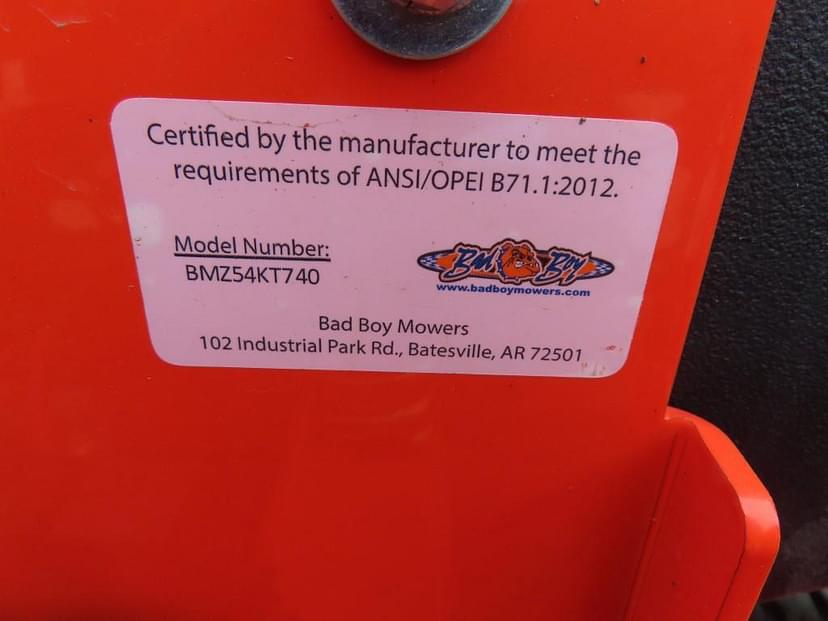 Certified by the manufacturer to meet the
requirements of ANSI/OPEI B71.1:2012.
Model Number:
BMZ54KT740
Bad Boy
www.badboymowers.com
Bad Boy Mowers
102 Industrial Park Rd., Batesville, AR 72501